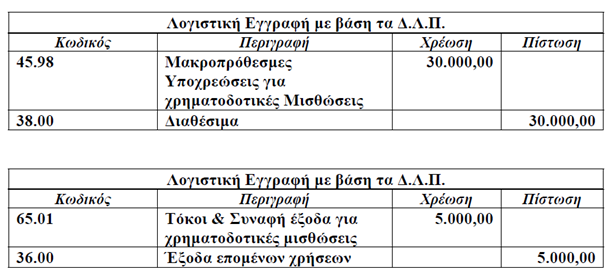 Λογιστική Εγγραφή με βάση τα Δ.Λ.Π.
Κωδικός Περιγραφή Χρέωση Πίστωση
45.98 Μακροπρόθεσμες 30.000,00
Υποχρεώσεις για
χρηματοδοτικές Μισθώσεις
38.00 Διαθέσιμα 30.000,00
Λογιστική Εγγραφή με βάση τα Δ.Λ.Π.
Κωδικός Περιγραφή Χρέωση Πίστωση
65.01 Τόκοι & Συναφή έξοδα για 5.000,00
χρηματοδοτικές μισθώσεις
36.00 Έξοδα επομένων χρήσεων 5.000,00